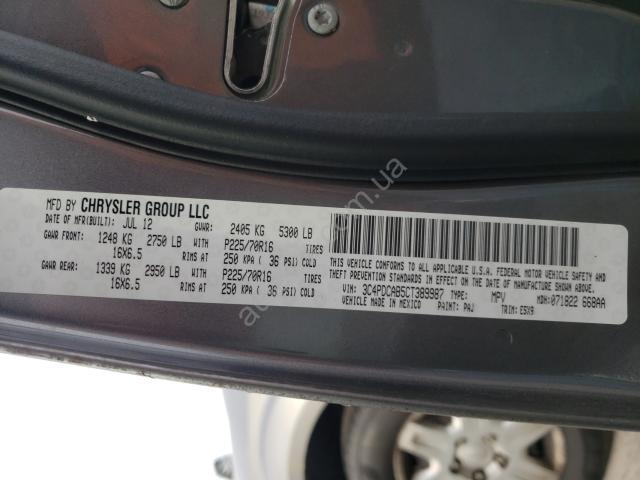 MFD BY CHRYSLER GROUP LLC
DATE OF MFR(BUILT): JUL 12 GVWR: 2405 KG 5300 LB
GAWR FRONT: 1248 KG 2750 LB WITH P225/70R16 TIRES
16X6.5 RIMS AT 250 KPA ( 36 PSI) COLD
GAWR REAR: 1339 KG 2950 LB WITH P225/70R16 TIRES
16X6.5 RIMS AT 250 KPA ( 36 PSI) COLD
THIS VEHICLE CONFORMS TO ALL APPLICABLE U.S.A. FEDERAL MOTOR VEHICLE SAFETY, BUMPER AND
THEFT PREVENTION STANDARDS IN EFFECT ON THE DATE OF MANUFACTURE SHOWN ABOVE.
VIN: 3C4PDCAB5CT389987 TYPE: MPV MDH: 071822 668AA
VEHICLE MADE IN MEXICO PAINT: PAJ TRIM: E5X9